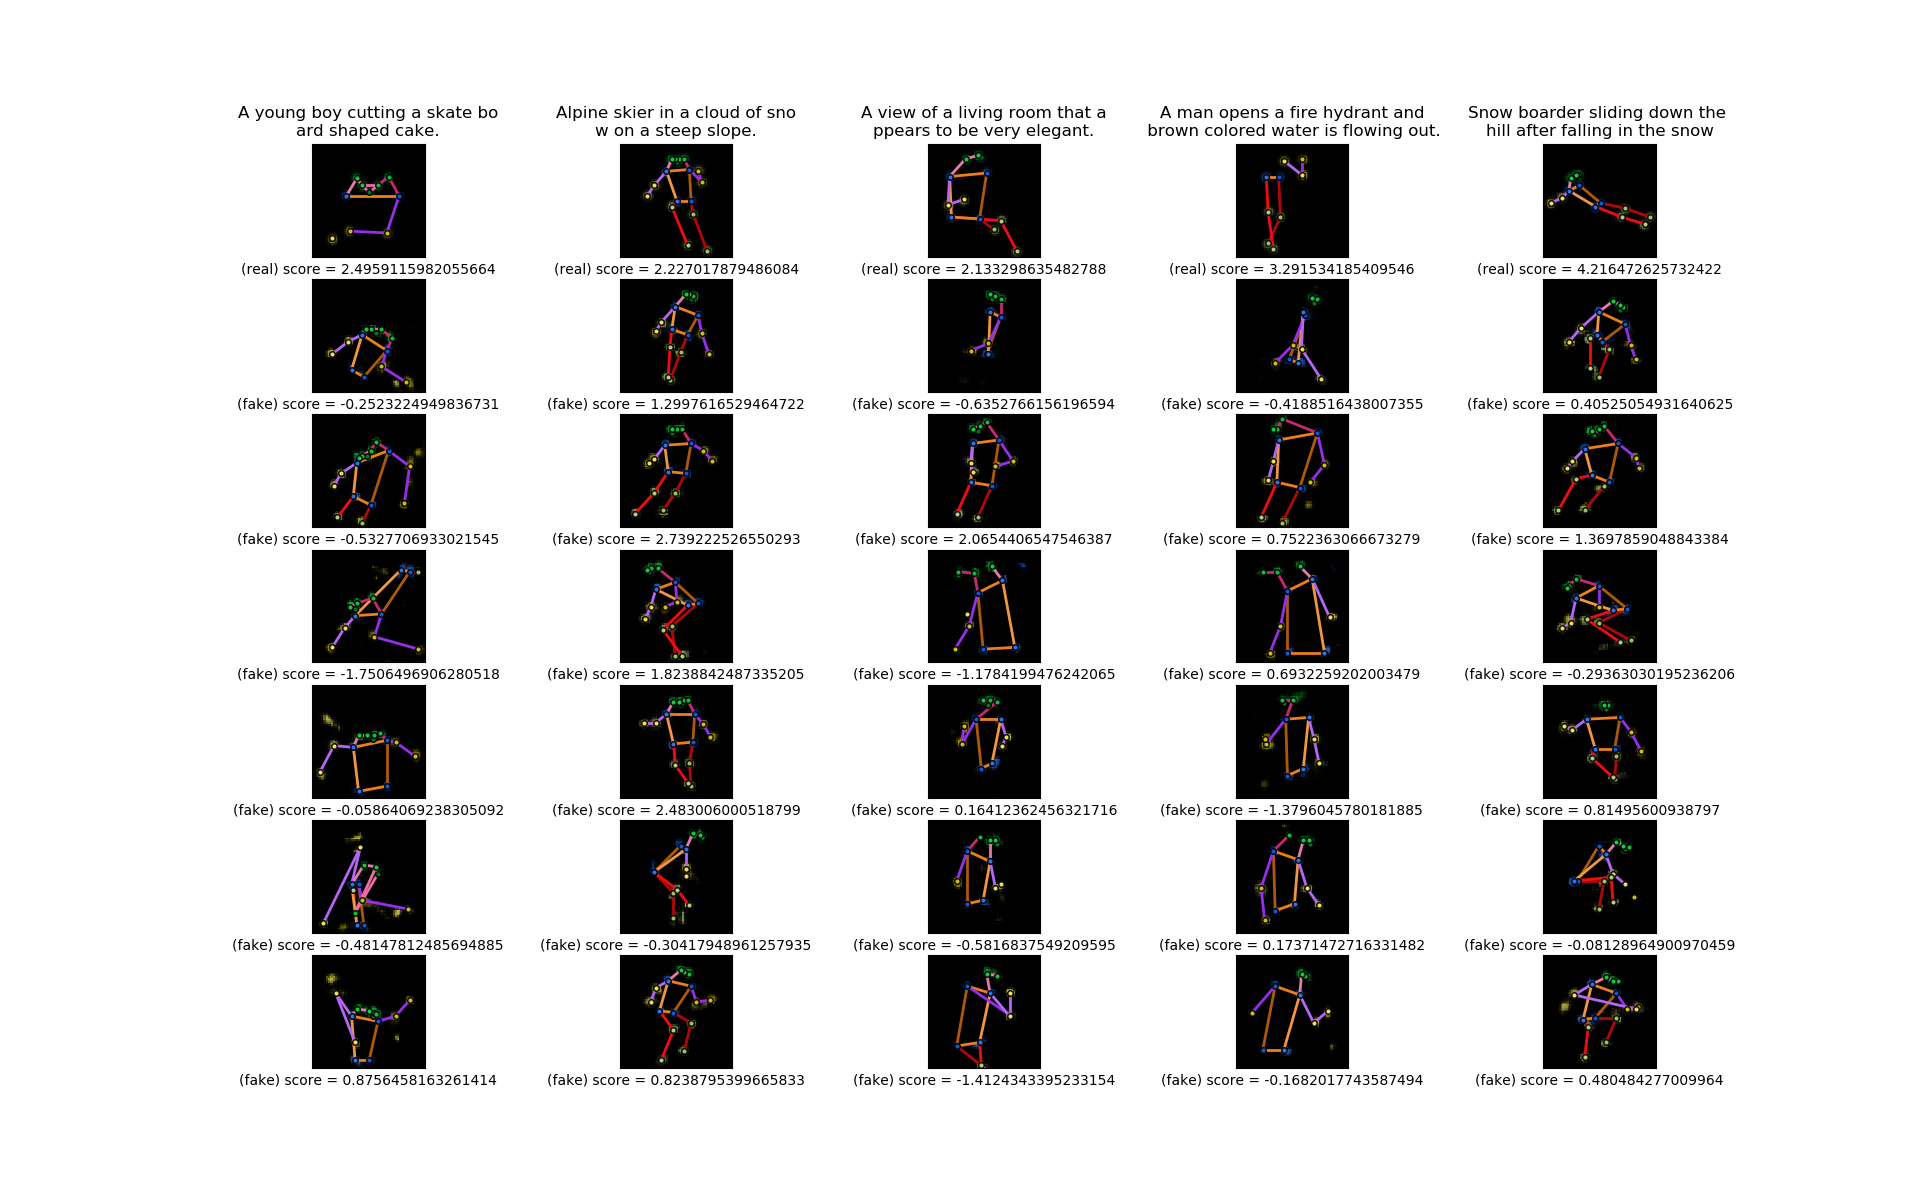 A young boy cutting a skate bo
ard shaped cake.
Alpine skier in a cloud of sno
w on a steep slope.
A view of a living room that a
ppears to be very elegant.
A man opens a fire hydrant and
brown colored water is flowing out.
Snow boarder sliding down the
hill after falling in the snow
(real) score = 2.4959115982055664
(real) score = 2.227017879486084
(real) score = 2.133298635482788
(real) score = 3.291534185409546
(real) score = 4.216472625732422
(fake) score = -0.2523224949836731
(fake) score = 1.2997616529464722
(fake) score = -0.6352766156196594
(fake) score = -0.4188516438007355
(fake) score = 0.40525054931640625
(fake) score = -0.5327706933021545
(fake) score = 2.739222526550293
(fake) score = 2.0654406547546387
(fake) score = 0.7522363066673279
(fake) score = 1.3697859048843384
(fake) score = -1.7506496906280518
(fake) score = 1.8238842487335205
(fake) score = -1.1784199476242065
(fake) score = 0.6932259202003479
(fake) score = -0.29363030195236206
(fake) score = -0.058640692383050​92
(fake) score = 2.483006000518799
(fake) score = 0.16412362456321716
(fake) score = -1.3796045780181885
(fake) score = 0.81495600938797
(fake) score = -0.48147812485694885
(fake) score = -0.30417948961257935
(fake) score = -0.5816837549209595
(fake) score = 0.17371472716331482
(fake) score = -0.08128964900970459
(fake) score = 0.8756458163261414
(fake) score = 0.8238795399665833
(fake) score = -1.4124343395233154
(fake) score = -0.1682017743587494
(fake) score = 0.480484277009964